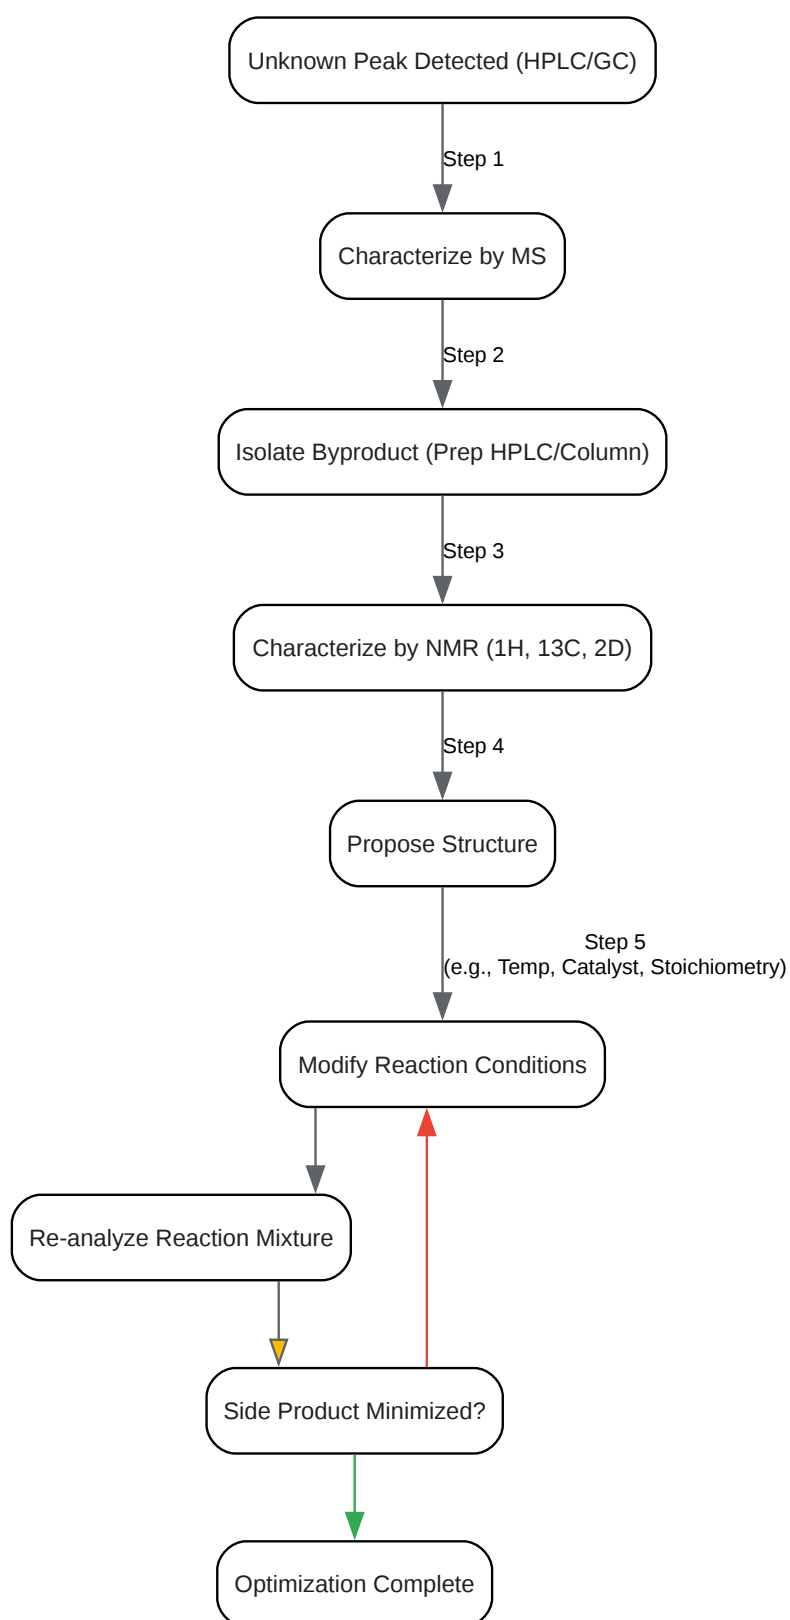 Unknown Peak Detected (HPLC/GC)
Step 1
Characterize by MS
Step 2
Isolate Byproduct (Prep HPLC/Column)
Step 3
Characterize by NMR (1H, 13C, 2D)
Step 4
Propose Structure
Step 5
(e.g., Temp, Catalyst, Stoichiometry)
Modify Reaction Conditions
Re-analyze Reaction Mixture
Side Product Minimized?
Optimization Complete